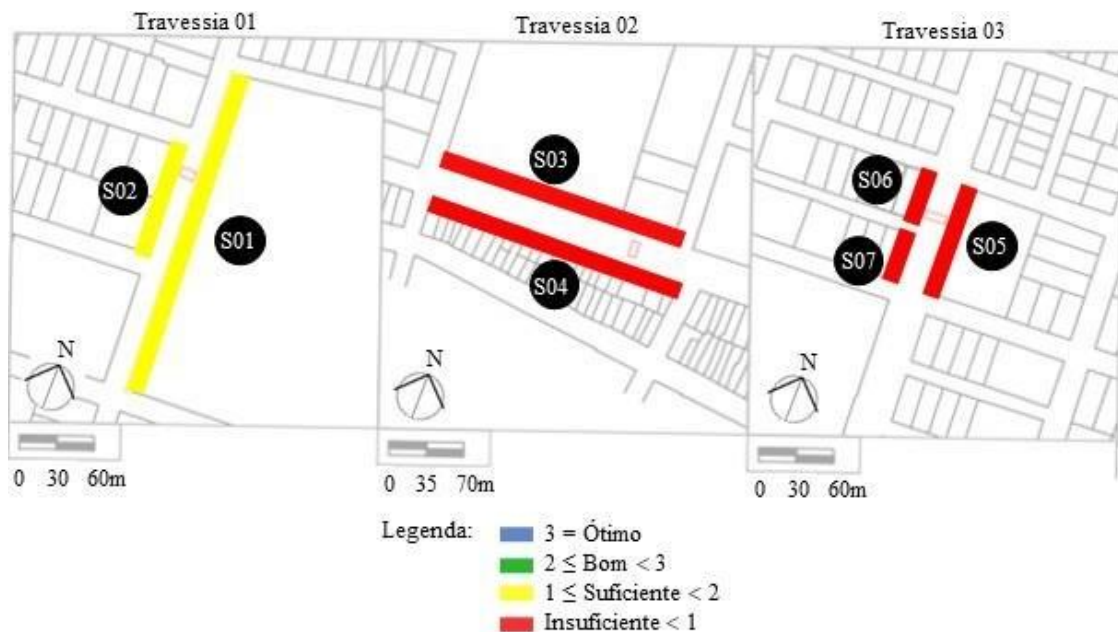 Travessia 01
Travessia 02
Travessia 03
S02
S01
S03
S04
S06
S07
S05
N
N
N
0 30 60m
0 35 70m
0 30 60m
Legenda:
3 = Ótimo
2 ≤ Bom < 3
1 ≤ Suficiente < 2
Insuficiente < 1